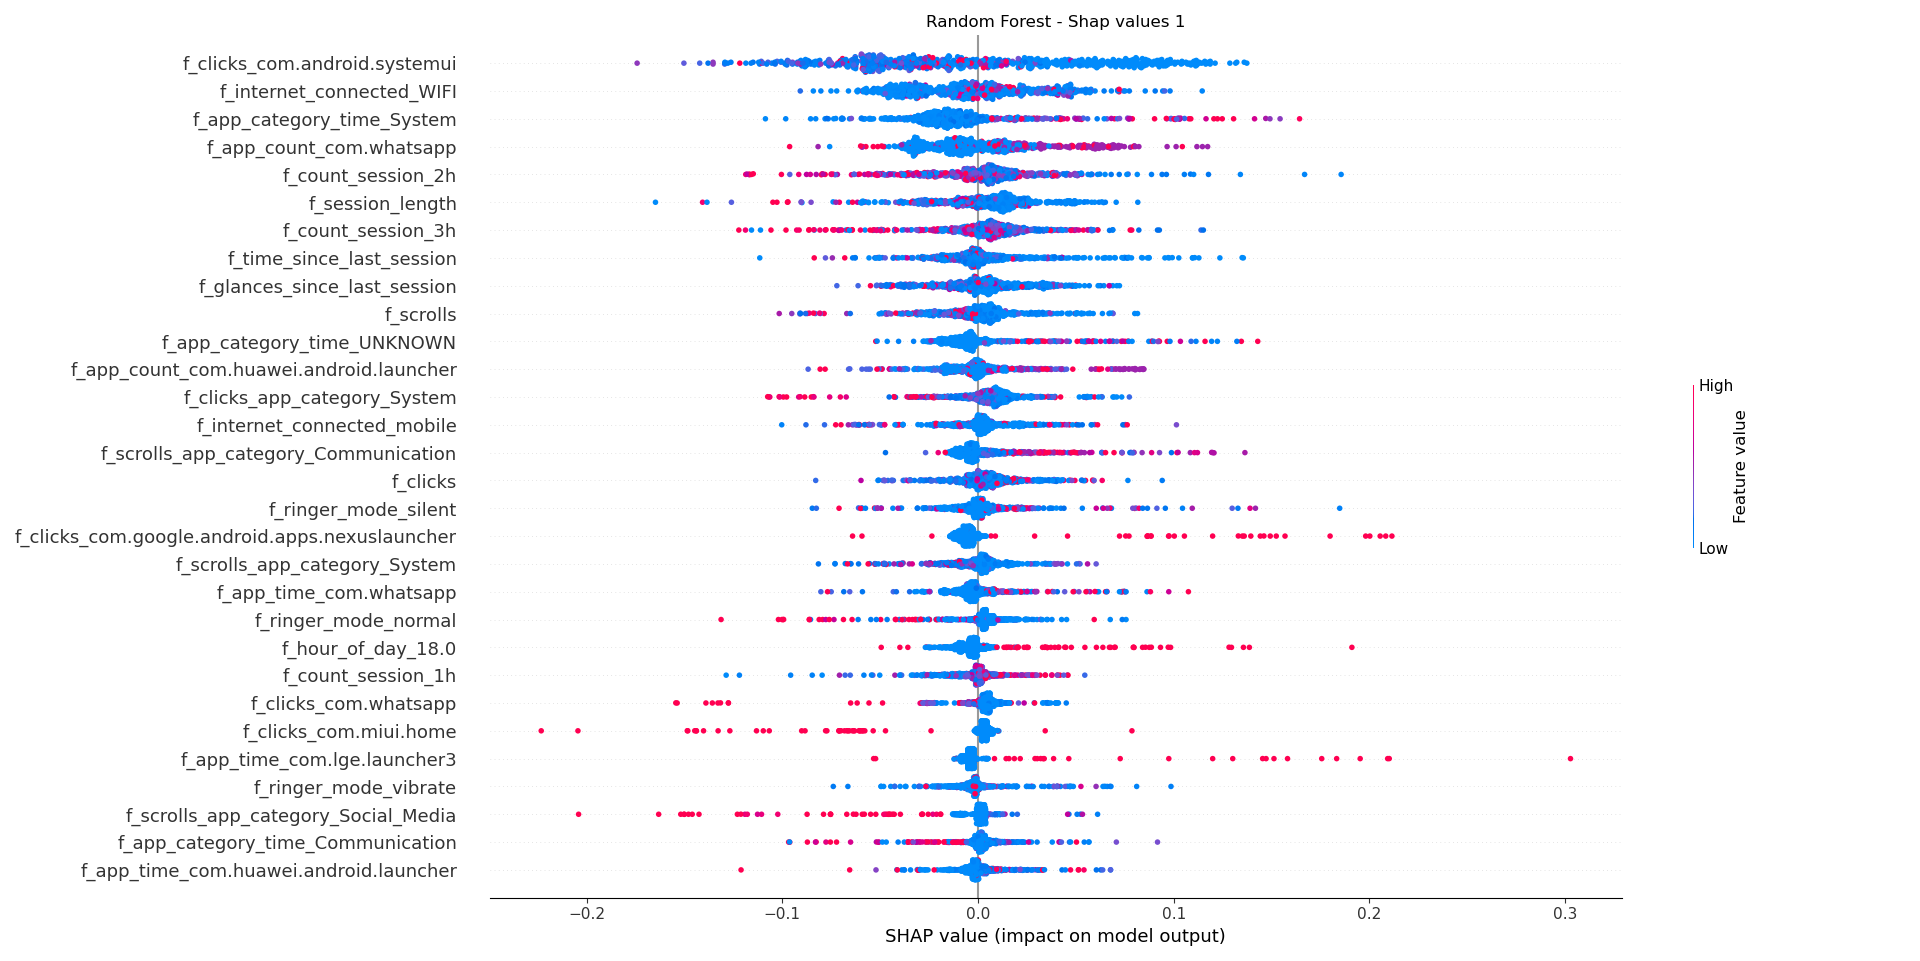 Random Forest - Shap values 1
f_clicks_com.android.systemui
f_internet_connected_WIFI
f_app_category_time_System
f_app_count_com.whatsapp
f_count_session_2h
f_session_length
f_count_session_3h
f_time_since_last_session
f_glances_since_last_session
f_scrolls
f_app_category_time_UNKNOWN
f_app_count_com.huawei.android.launcher
f_clicks_app_category_System
f_internet_connected_mobile
f_scrolls_app_category_Communication
f_clicks
f_ringer_mode_silent
f_clicks_com.google.android.apps.nexuslauncher
f_scrolls_app_category_System
f_app_time_com.whatsapp
f_ringer_mode_normal
f_hour_of_day_18.0
f_count_session_1h
f_clicks_com.whatsapp
f_clicks_com.miui.home
f_app_time_com.lge.launcher3
f_ringer_mode_vibrate
f_scrolls_app_category_Social_Media
f_app_category_time_Communication
f_app_time_com.huawei.android.launcher
−0.2 −0.1 0.0 0.1 0.2 0.3
SHAP value (impact on model output)
High
Feature value
Low